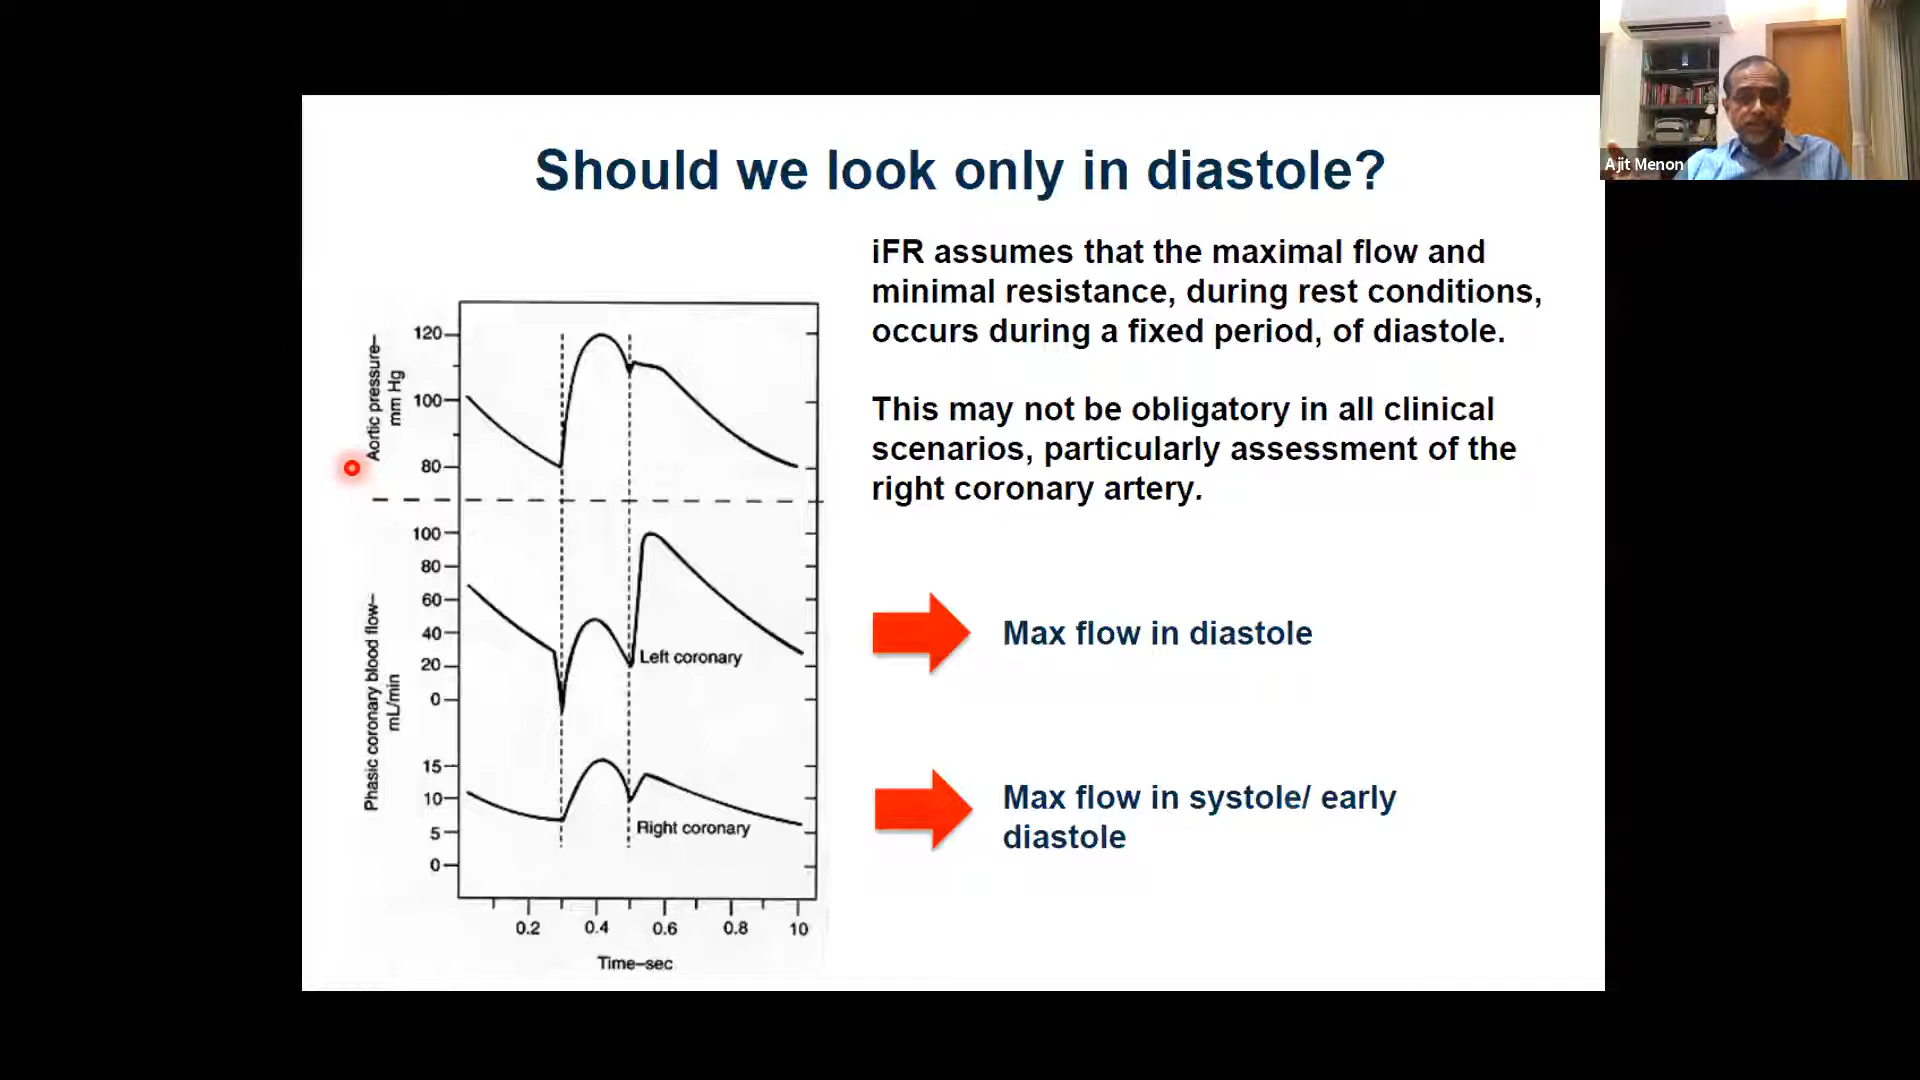 Ajit Menon
Should we look only in diastole?
iFR assumes that the maximal flow and
minimal resistance, during rest conditions,
occurs during a fixed period, of diastole.
This may not be obligatory in all clinical
scenarios, particularly assessment of the
right coronary artery.
Max flow in diastole
Max flow in systole/ early
diastole
Aortic pressure–
mm Hg
120
100
80
Phasic coronary blood flow–
mL/min
100
80
60
40
20
0
Left coronary
15
10
5
0
Right coronary
0.2 0.4 0.6 0.8 10
Time–sec